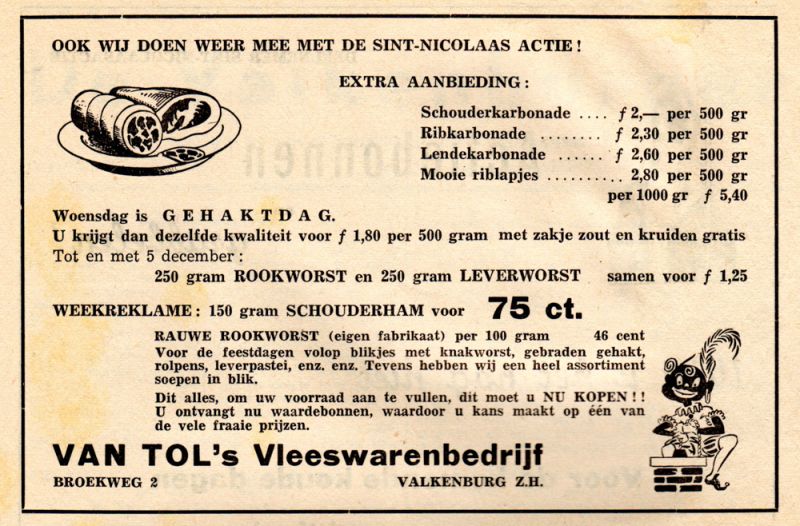 OOK WIJ DOEN WEER MEE MET DE SINT-NICOLAAS ACTIE!
EXTRA AANBIEDING:
Schouderkarbonade .... ƒ 2,— per 500 gr
Ribkarbonade ........ ƒ 2,30 per 500 gr
Lendekarbonade ...... ƒ 2,60 per 500 gr
Mooie riblapjes .......... 2,80 per 500 gr
per 1000 gr ƒ 5,40
Woensdag is GEHAKTDAG.
U krijgt dan dezelfde kwaliteit voor ƒ 1,80 per 500 gram met zakje zout en kruiden gratis
Tot en met 5 december:
250 gram ROOKWORST en 250 gram LEVERWORST samen voor ƒ 1,25
WEEKREKLAME: 150 gram SCHOUDERHAM voor 75 ct.
RAUWE ROOKWORST (eigen fabrikaat) per 100 gram 46 cent
Voor de feestdagen volop blikjes met knakworst, gebraden gehakt,
rolpens, leverpastei, enz. enz. Tevens hebben wij een heel assortiment
soepen in blik.
Dit alles, om uw voorraad aan te vullen, dit moet u NU KOPEN!!
U ontvangt nu waardebonnen, waardoor u kans maakt op één van
de vele fraaie prijzen.
VAN TOL's Vleeswarenbedrijf
BROEKWEG 2 VALKENBURG Z.H.